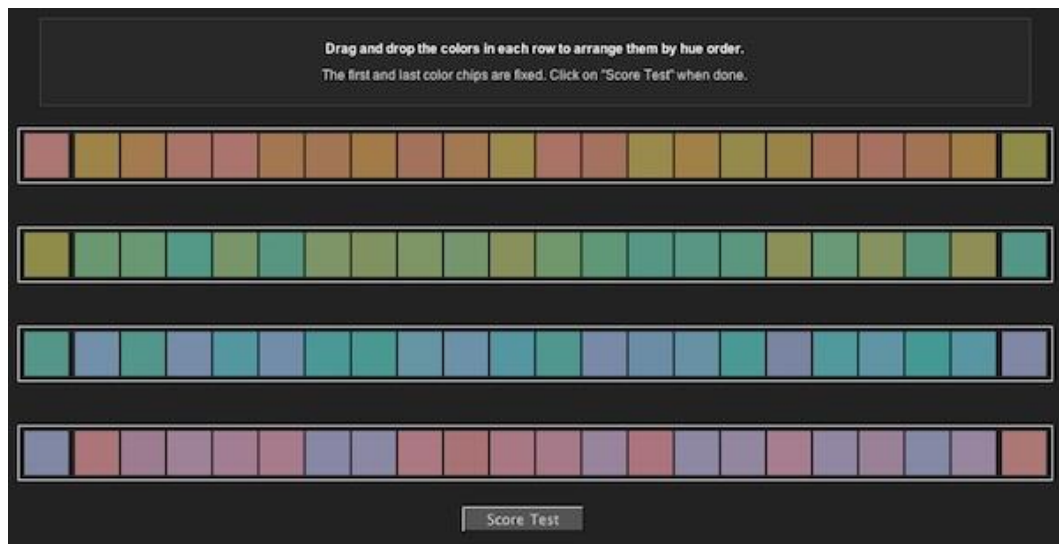 Drag and drop the colors in each row to arrange them by hue order.
The first and last color chips are fixed. Click on "Score Test" when done.
Score Test